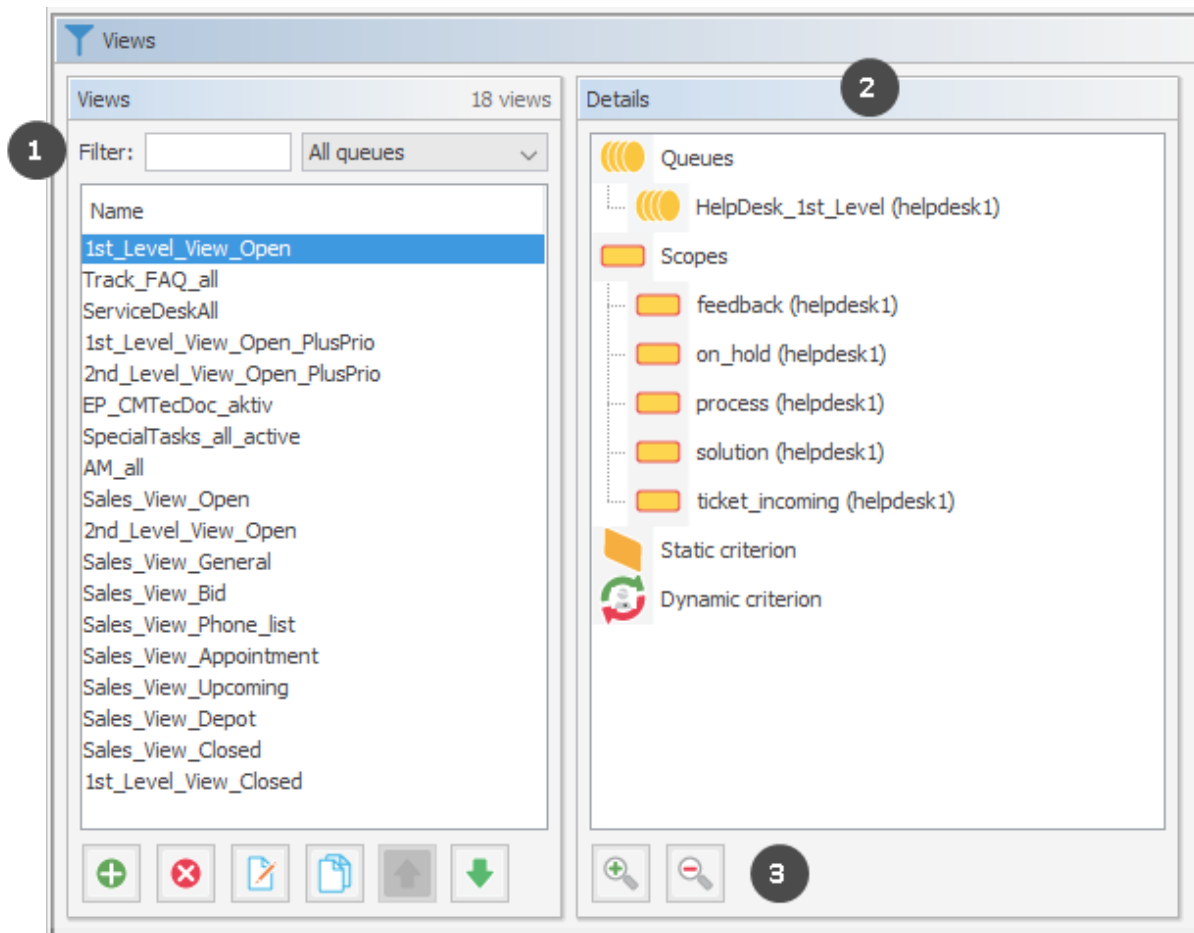 Views
Views
18 views
1
Filter:
All queues
Name
1st_Level_View_Open
Track_FAQ_all
ServiceDeskAll
1st_Level_View_Open_PlusPrio
2nd_Level_View_Open_PlusPrio
EP_CMTecDoc_aktiv
SpecialTasks_all_active
AM_all
Sales_View_Open
2nd_Level_View_Open
Sales_View_General
Sales_View_Bid
Sales_View_Phone_list
Sales_View_Appointment
Sales_View_Upcoming
Sales_View_Depot
Sales_View_Closed
1st_Level_View_Closed
Details
2
Queues
HelpDesk_1st_Level (helpdesk1)
Scopes
feedback (helpdesk1)
on_hold (helpdesk1)
process (helpdesk1)
solution (helpdesk1)
ticket_incoming (helpdesk1)
Static criterion
Dynamic criterion
3